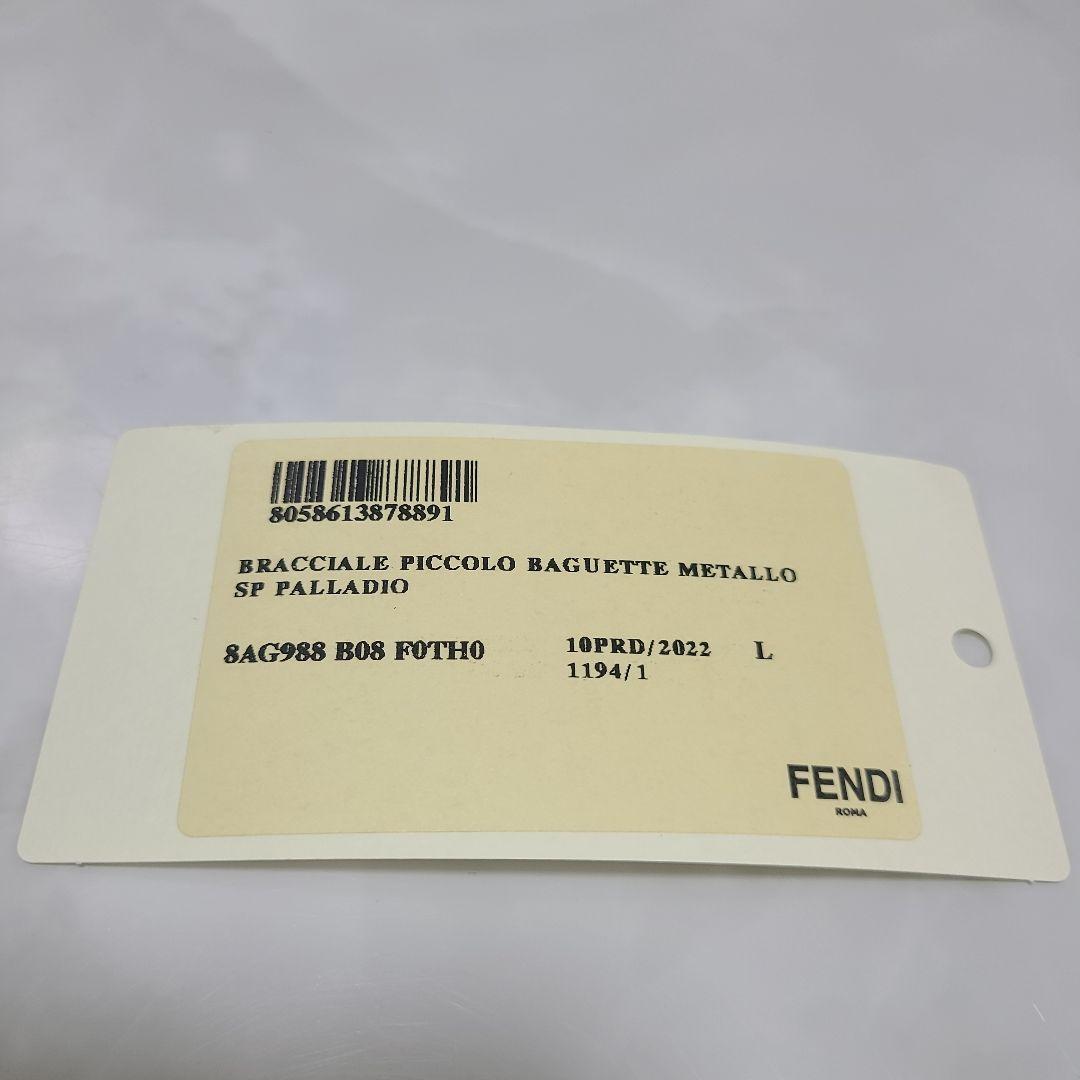 8058613878891
BRACCIALE PICCOLO BAGUETTE METALLO
SP PALLADIO
8AG988 B08 F0TH0 10PRD/2022 L
1194/1
FENDI
ROMA